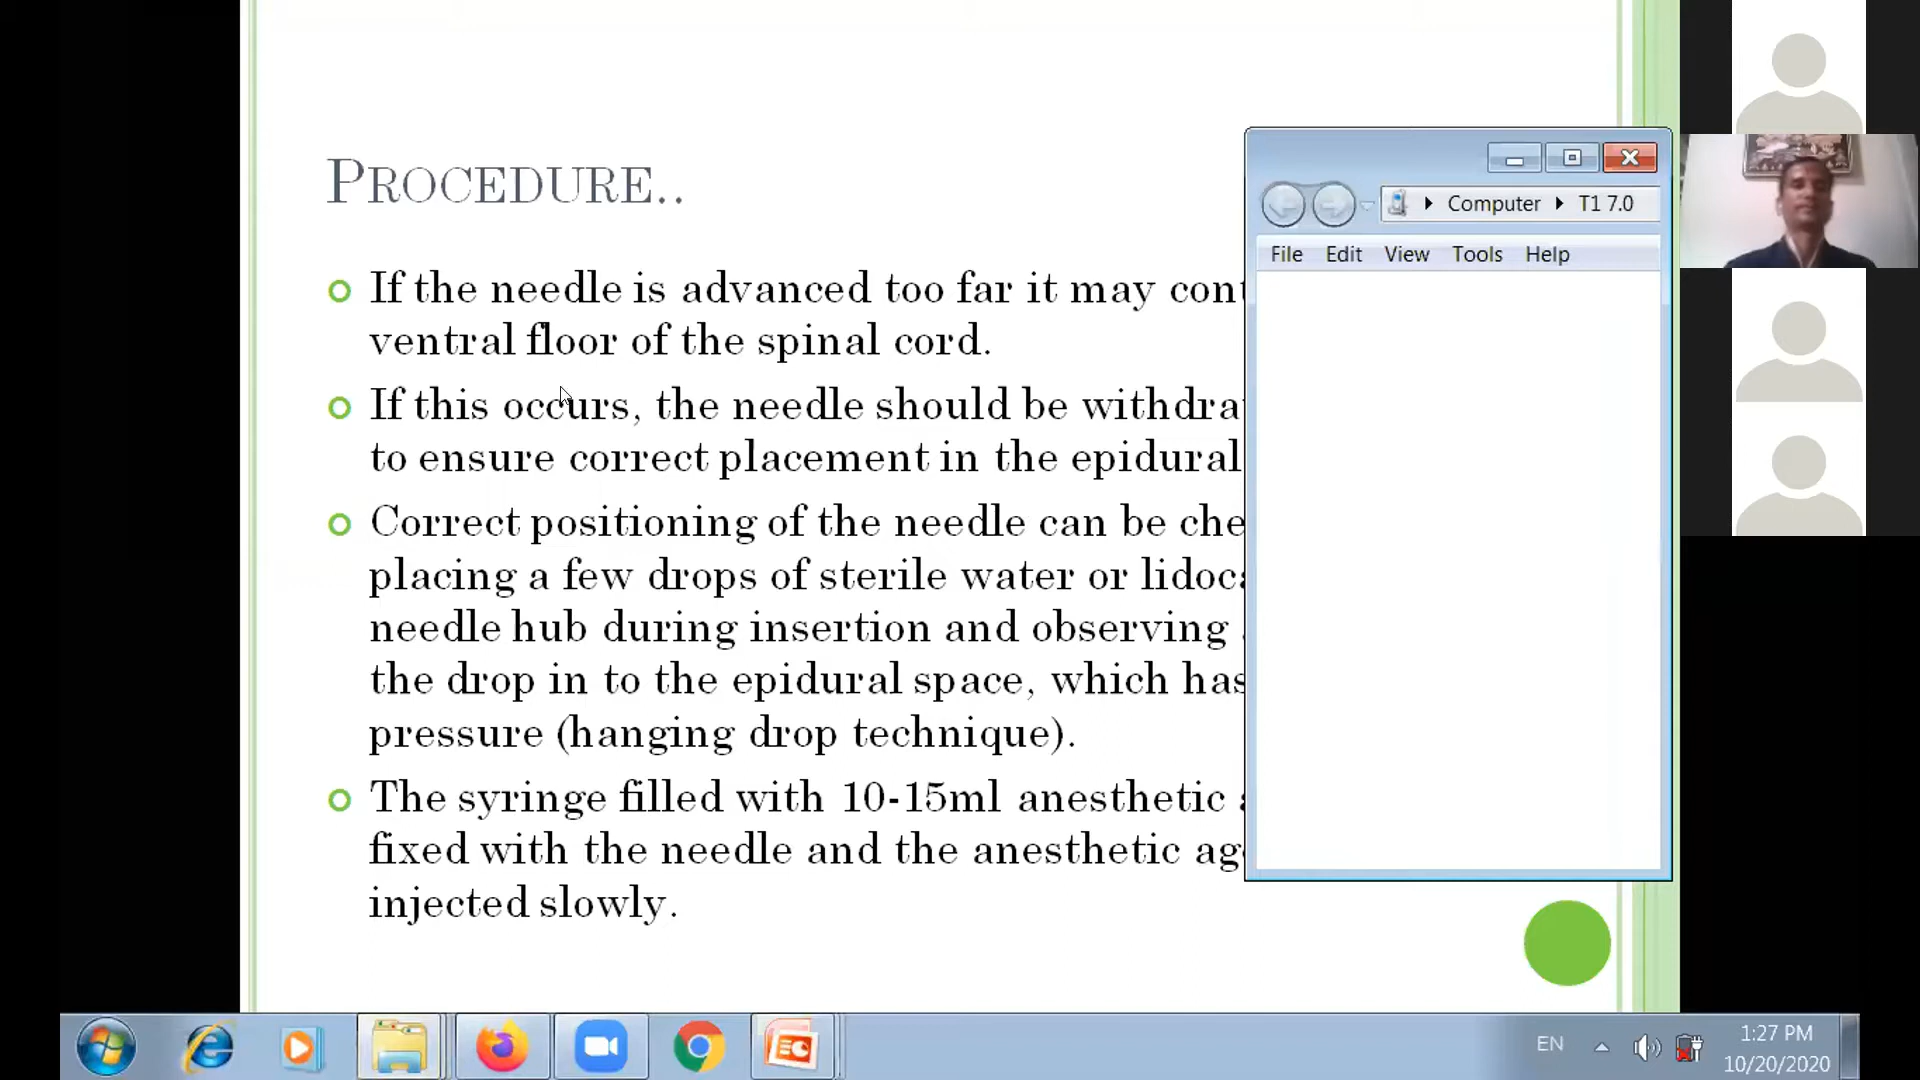 PROCEDURE..
If the needle is advanced too far it may
ventral floor of the spinal cord.
If this occurs, the needle should be
to ensure correct placement in the epidural
Correct positioning of the needle can be
placing a few drops of sterile water or
needle hub during insertion and observing
the drop in to the epidural space, which has
pressure (hanging drop technique).
The syringe filled with 10-15ml anesthetic
fixed with the needle and the anesthetic
injected slowly.
Computer T1 7.0
File Edit View Tools Help
EN
1:27 PM
10/20/2020